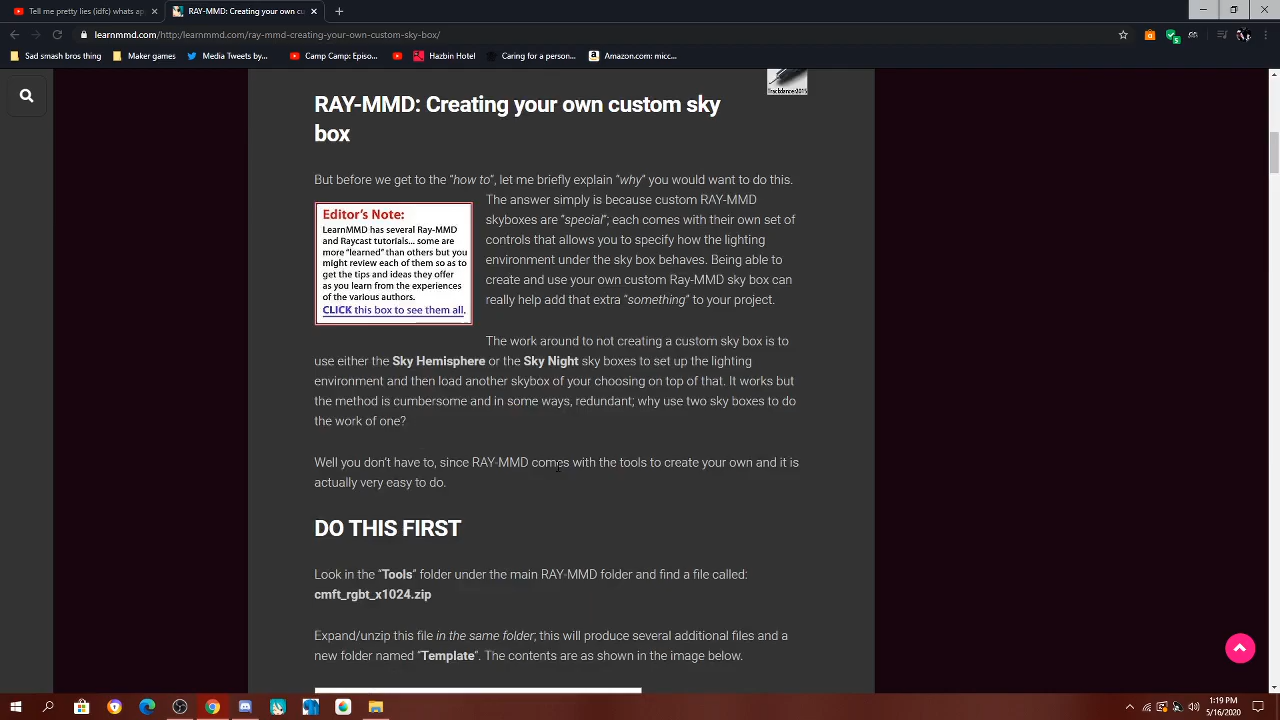 Tell me pretty lies (idfc) whats ap
RAY-MMD: Creating your own cu
learnmmd.com/http:/learnmmd.com/ray-mmd-creating-your-own-custom-sky-box/
Sad smash bros thing
Maker games
Media Tweets by...
Camp Camp: Episo...
Hazbin Hotel
Caring for a person...
Amazon.com: micc...
Trackdancer2015
RAY-MMD: Creating your own custom sky
box
But before we get to the “how to”, let me briefly explain “why” you would want to do this.
Editor's Note:
LearnMMD has several Ray-MMD
and Raycast tutorials... some are
more “learned” than others but you
might review each of them so as to
get the tips and ideas they offer
as you learn from the experiences
of the various authors.
CLICK this box to see them all.
The answer simply is because custom RAY-MMD
skyboxes are “special”; each comes with their own set of
controls that allows you to specify how the lighting
environment under the sky box behaves. Being able to
create and use your own custom Ray-MMD sky box can
really help add that extra “something” to your project.
The work around to not creating a custom sky box is to
use either the Sky Hemisphere or the Sky Night sky boxes to set up the lighting
environment and then load another skybox of your choosing on top of that. It works but
the method is cumbersome and in some ways, redundant; why use two sky boxes to do
the work of one?
Well you don't have to, since RAY-MMD comes with the tools to create your own and it is
actually very easy to do.
DO THIS FIRST
Look in the “Tools” folder under the main RAY-MMD folder and find a file called:
cmft_rgbt_x1024.zip
Expand/unzip this file in the same folder; this will produce several additional files and a
new folder named “Template”. The contents are as shown in the image below.
1:19 PM
5/16/2020